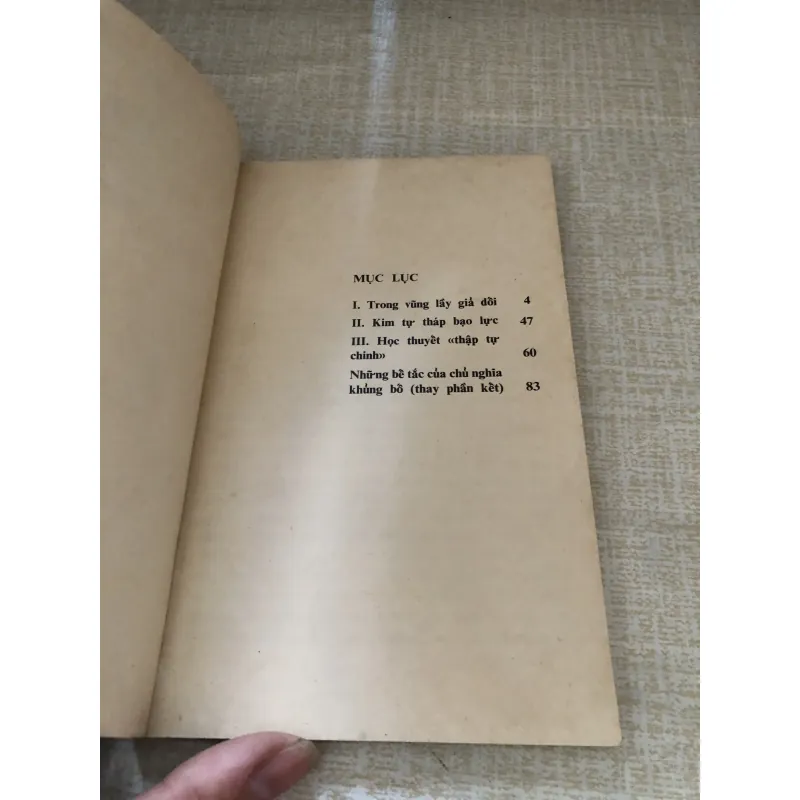 MỤC LỤC
I. Trong vũng lầy giả dối 4
II. Kim tự tháp bạo lực 47
III. Học thuyết «thập tự
chinh» 60
Những bế tắc của chủ nghĩa
khủng bố (thay phần kết) 83